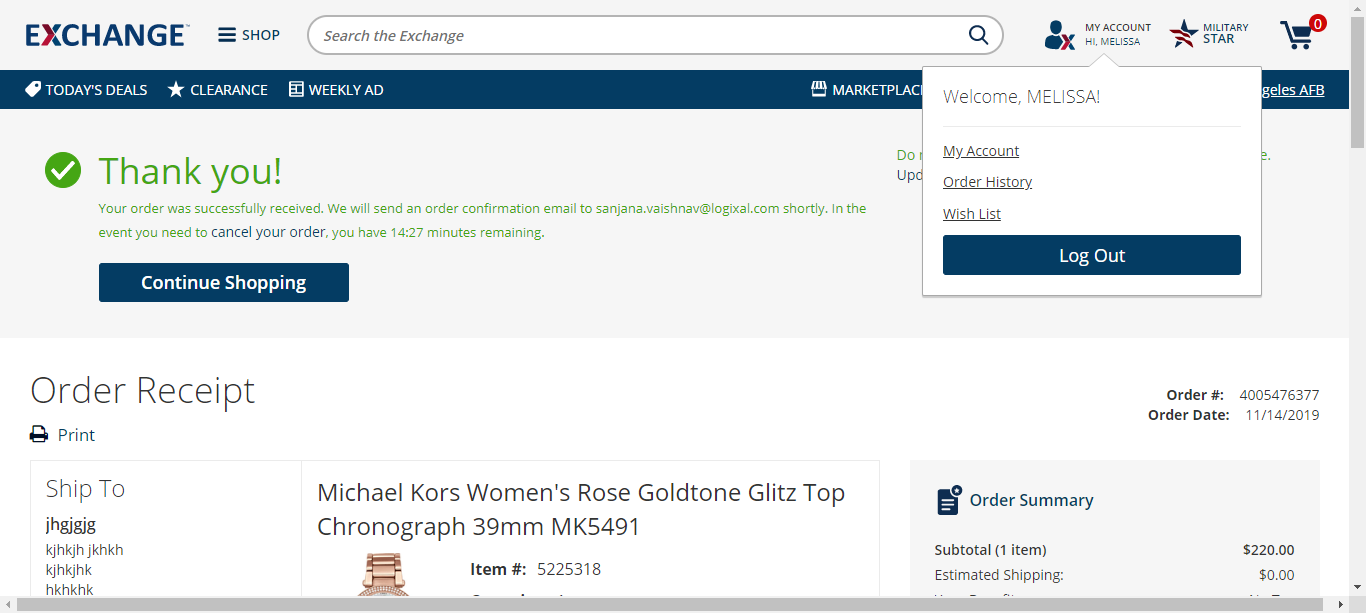 EXCHANGE
SHOP
Search the Exchange
MY ACCOUNT
HI, MELISSA
MILITARY
STAR
0
TODAY'S DEALS
CLEARANCE
WEEKLY AD
MARKETPLAC
geles AFB
Welcome, MELISSA!
My Account
Order History
Wish List
Log Out
Thank you!
Your order was successfully received. We will send an order confirmation email to sanjana.vaishnav@logixal.com shortly. In the
event you need to cancel your order, you have 14:27 minutes remaining.
Do
e.
Upd
Continue Shopping
Order Receipt
Print
Order #: 4005476377
Order Date: 11/14/2019
Ship To
jhgjgjg
kjhkjh jkhkh
kjhkjhk
hkhkhk
Michael Kors Women's Rose Goldtone Glitz Top
Chronograph 39mm MK5491
Item #: 5225318
Order Summary
Subtotal (1 item) $220.00
Estimated Shipping: $0.00